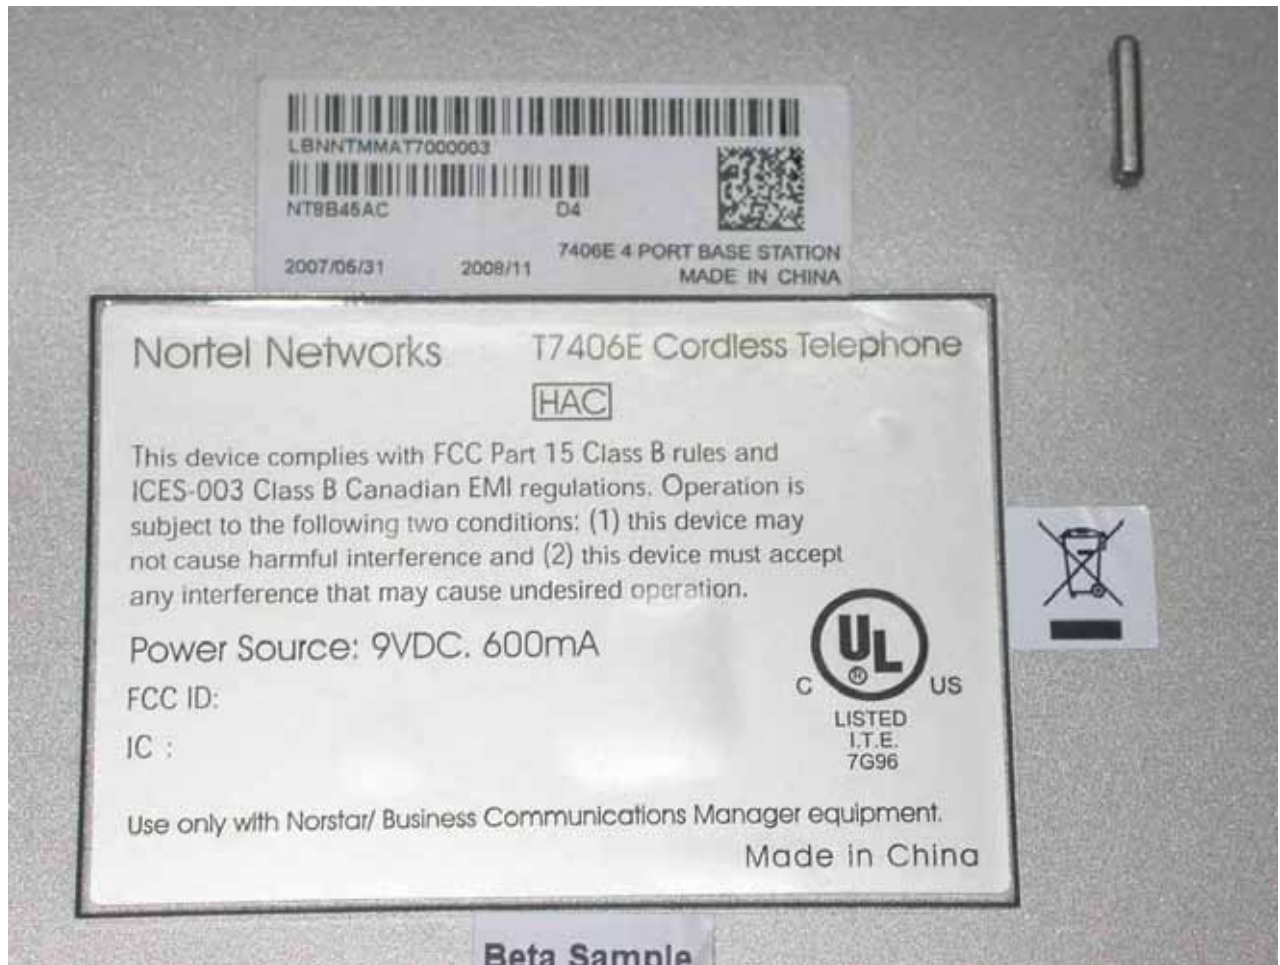 LBNNTMMAT7000003
NT9B45AC D4
7406E 4 PORT BASE STATION
2007/05/31 2008/11 MADE IN CHINA
Nortel Networks T7406E Cordless Telephone
HAC
This device complies with FCC Part 15 Class B rules and
ICES-003 Class B Canadian EMI regulations. Operation is
subject to the following two conditions: (1) this device may
not cause harmful interference and (2) this device must accept
any interference that may cause undesired operation.
Power Source: 9VDC. 600mA
FCC ID:
IC :
UL ®
C US
LISTED
I.T.E.
7G96
Use only with Norstar/ Business Communications Manager equipment.
Made in China
Beta Sample